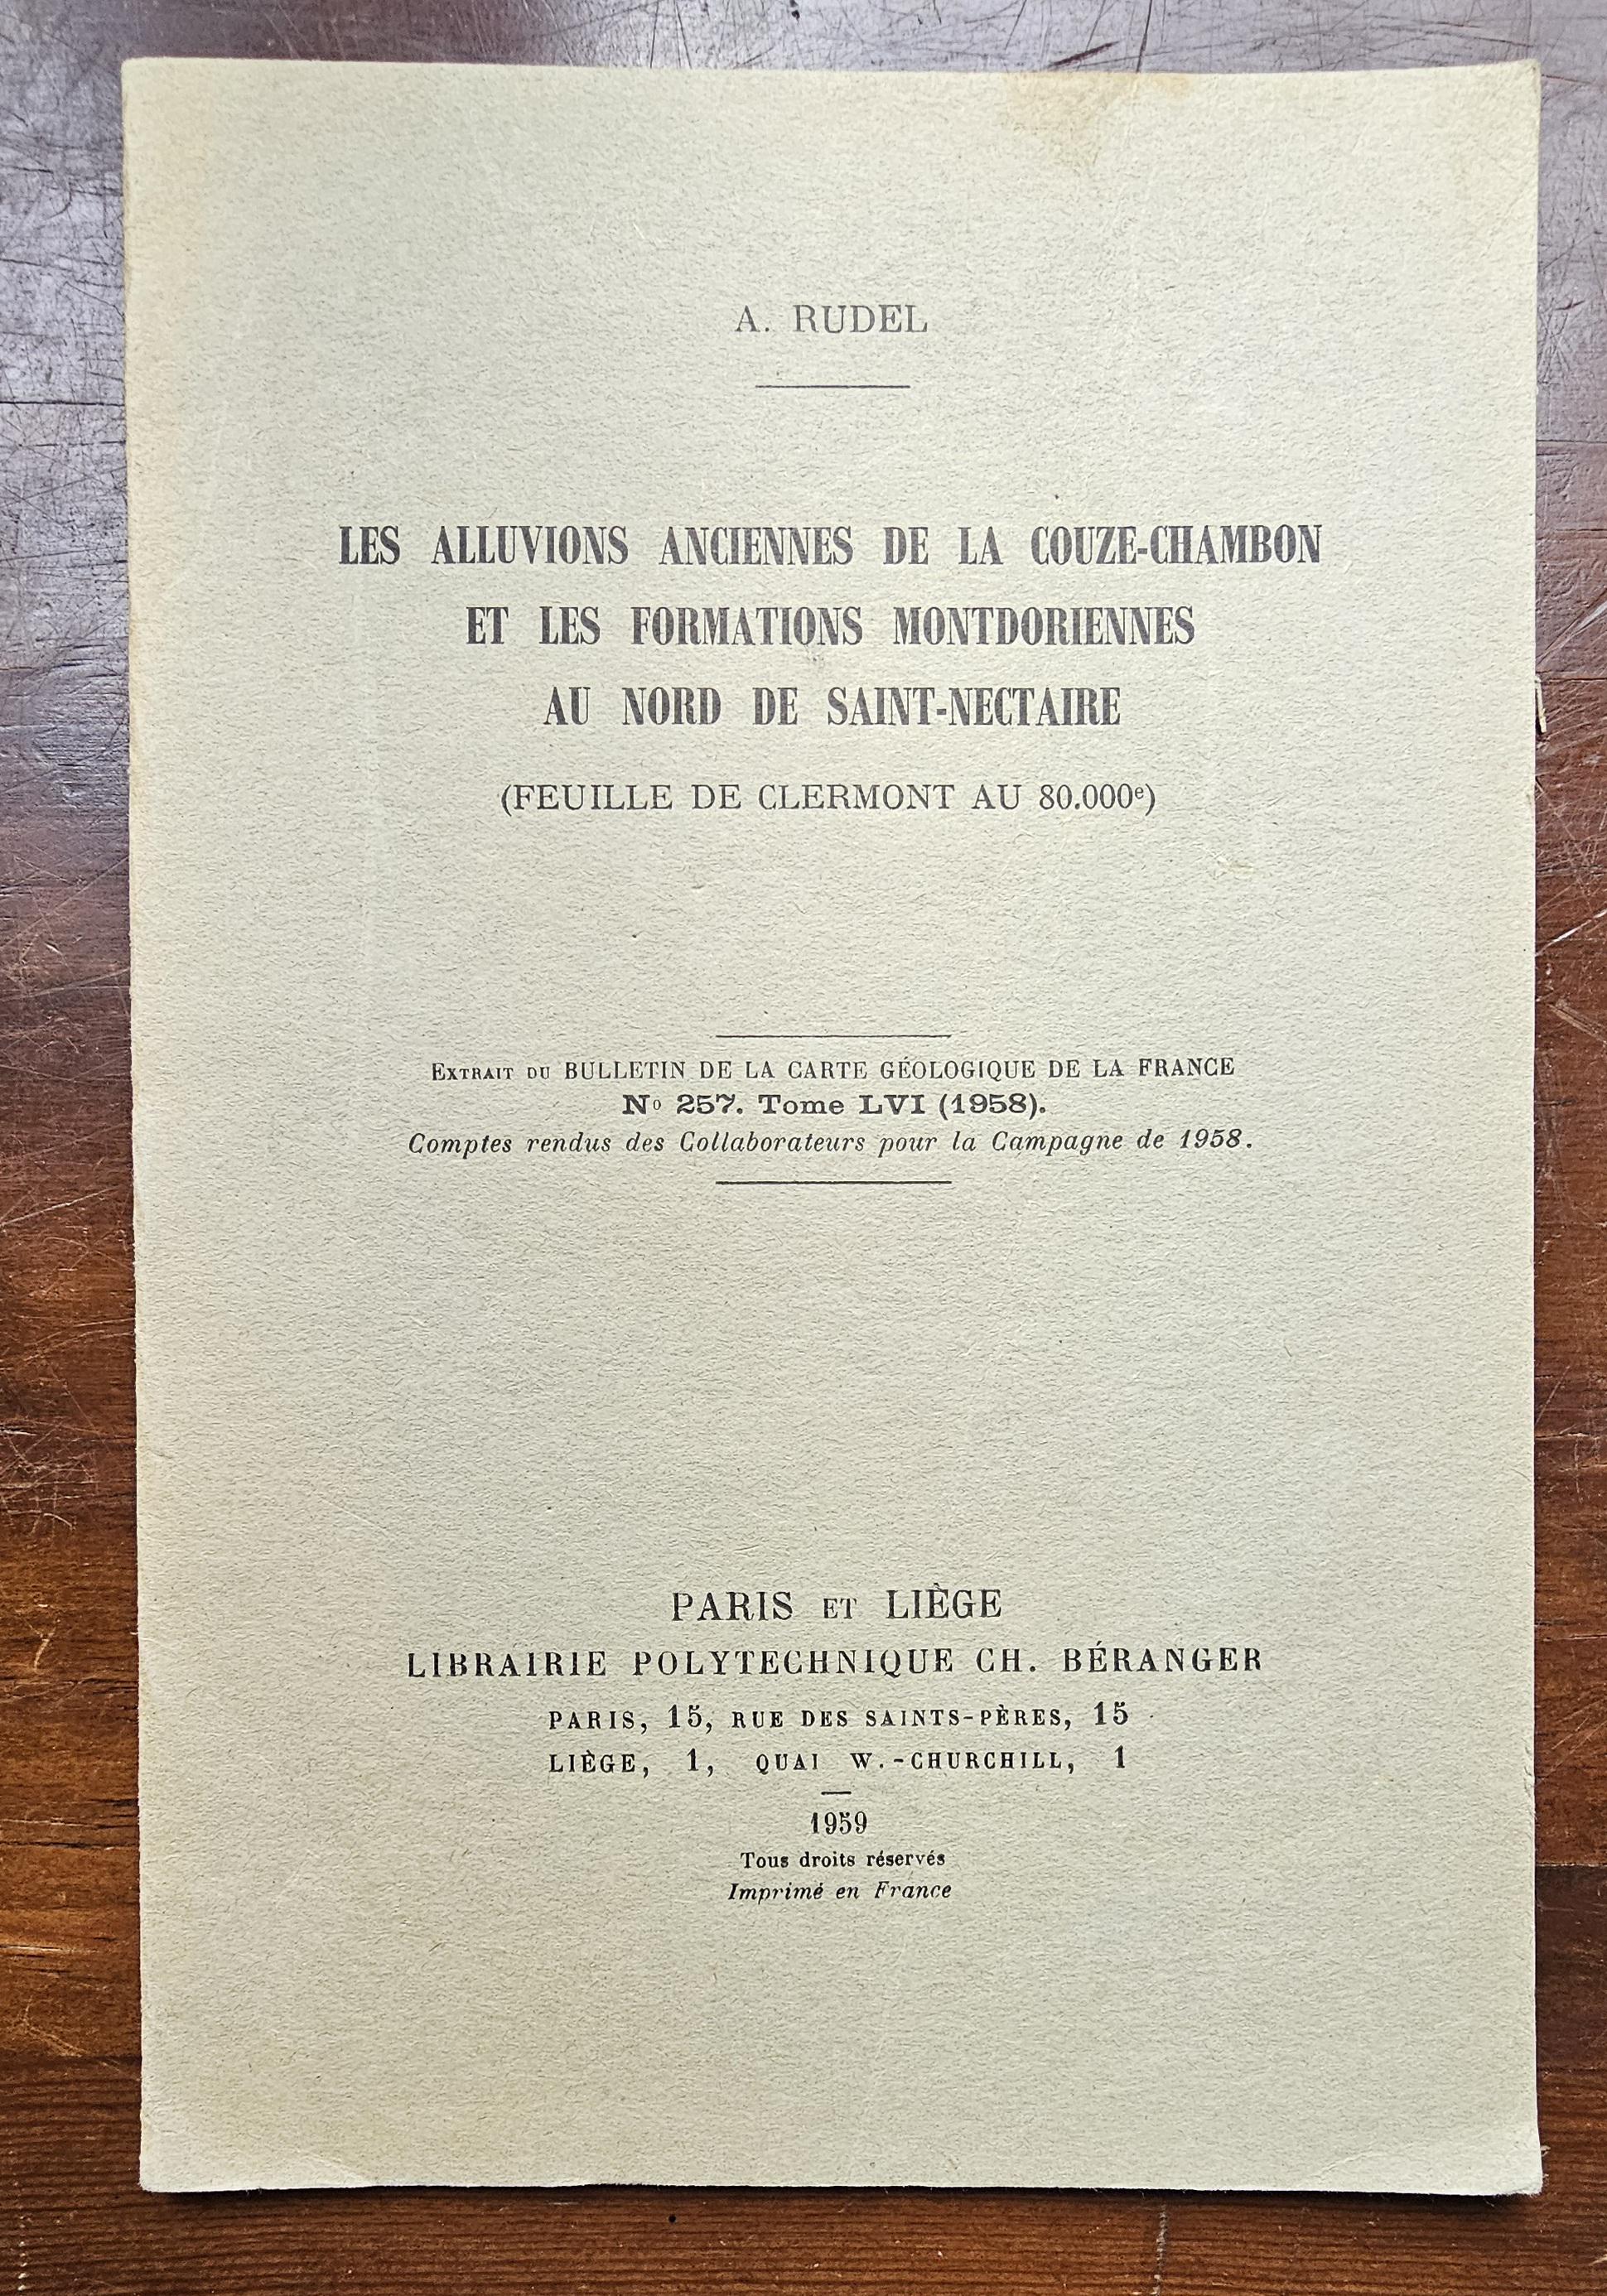 A. RUDEL
LES ALLUVIONS ANCIENNES DE LA COUZE-CHAMBON
ET LES FORMATIONS MONTDORIENNES
AU NORD DE SAINT-NECTAIRE
(FEUILLE DE CLERMONT AU 80.000ᵉ)
EXTRAIT DU BULLETIN DE LA CARTE GÉOLOGIQUE DE LA FRANCE
Nº 257. Tome LVI (1958).
Comptes rendus des Collaborateurs pour la Campagne de 1958.
PARIS ET LIÈGE
LIBRAIRIE POLYTECHNIQUE CH. BÉRANGER
PARIS, 15, RUE DES SAINTS-PÈRES, 15
LIÈGE, 1, QUAI W.-CHURCHILL, 1
1959
Tous droits réservés
Imprimé en France